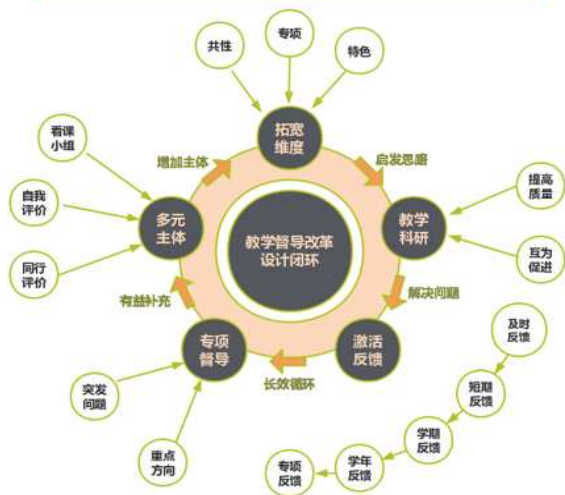 共性
专项
特色
拓宽
维度
增加主体
启发思路
看课
小组
自我
评价
同行
评价
多元
主体
教学督导改革
设计闭环
教学
科研
提高
质量
互为
促进
有益补充
解决问题
专项
督导
长效循环
激活
反馈
突发
问题
重点
方向
及时
反馈
短期
反馈
学期
反馈
学年
反馈
专项
反馈